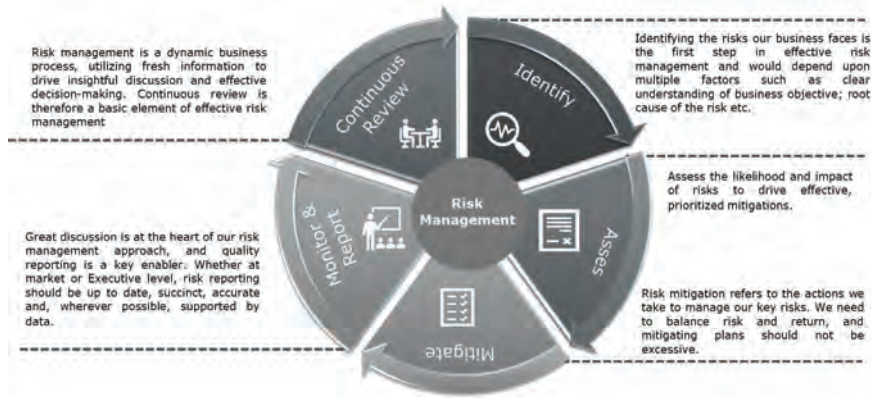 Risk management is a dynamic business
process, utilizing fresh information to
drive insightful discussion and effective
decision-making. Continuous review is
therefore a basic element of effective risk
management
Continuous
Review
Identify
Identifying the risks our business faces is
the first step in effective risk
management and would depend upon
multiple factors such as clear
understanding of business objective; root
cause of the risk etc.
Assess the likelihood and impact
of risks to drive effective,
prioritized mitigations.
Risk
Management
Asses
Monitor &
Report
Great discussion is at the heart of our risk
management approach, and quality
reporting is a key enabler. Whether at
market or Executive level, risk reporting
should be up to date, succinct, accurate
and, wherever possible, supported by
data.
Mitigate
Risk mitigation refers to the actions we
take to manage our key risks. We need
to balance risk and return, and
mitigating plans should not be
excessive.